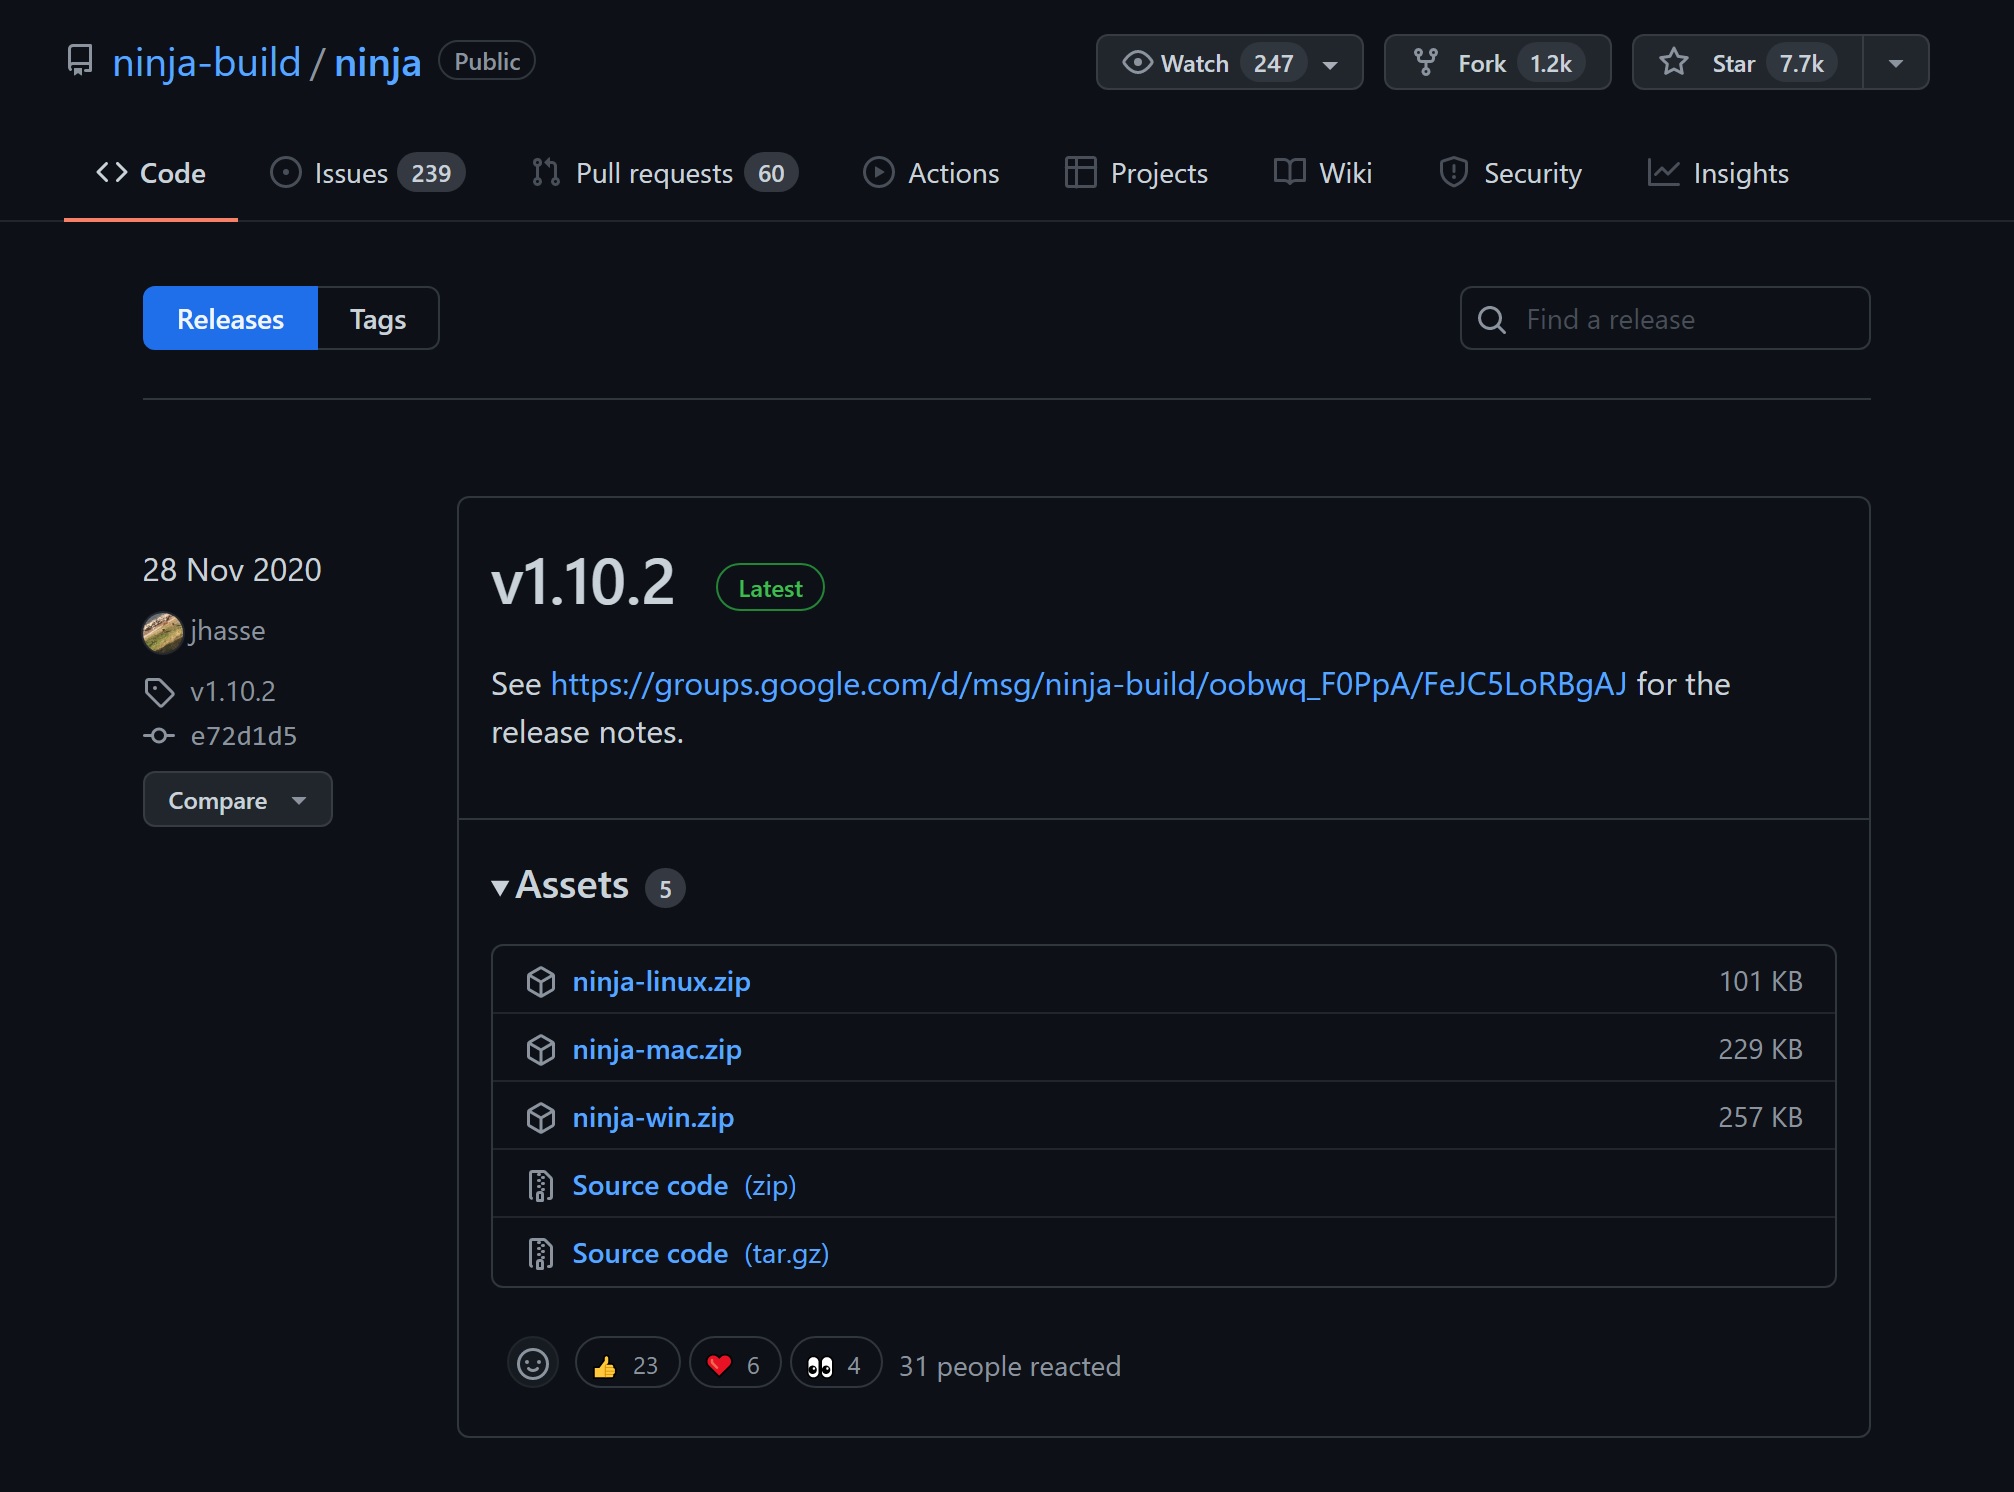 ninja-build / ninja Public
Watch 247
Fork 1.2k
Star 7.7k
Code
Issues 239
Pull requests 60
Actions
Projects
Wiki
Security
Insights
Releases
Tags
Find a release
28 Nov 2020
jhasse
v1.10.2
e72d1d5
Compare
v1.10.2 Latest
See https://groups.google.com/d/msg/ninja-build/oobwq_F0PpA/FeJC5LoRBgAJ for the
release notes.
Assets 5
ninja-linux.zip 101 KB
ninja-mac.zip 229 KB
ninja-win.zip 257 KB
Source code (zip)
Source code (tar.gz)
👍 23 ❤️ 6 👀 4 31 people reacted